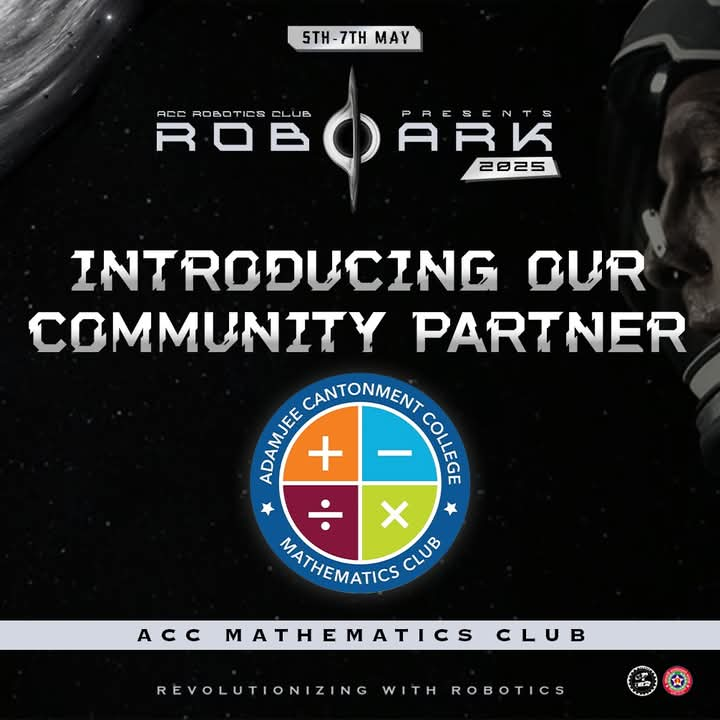 5TH-7TH MAY
ACC ROBOTICS CLUB PRESENTS
ROBOARK
2025
INTRODUCING OUR
COMMUNITY PARTNER
ADAMJEE CANTONMENT COLLEGE
+ −
÷ ×
MATHEMATICS CLUB
ACC MATHEMATICS CLUB
REVOLUTIONIZING WITH ROBOTICS